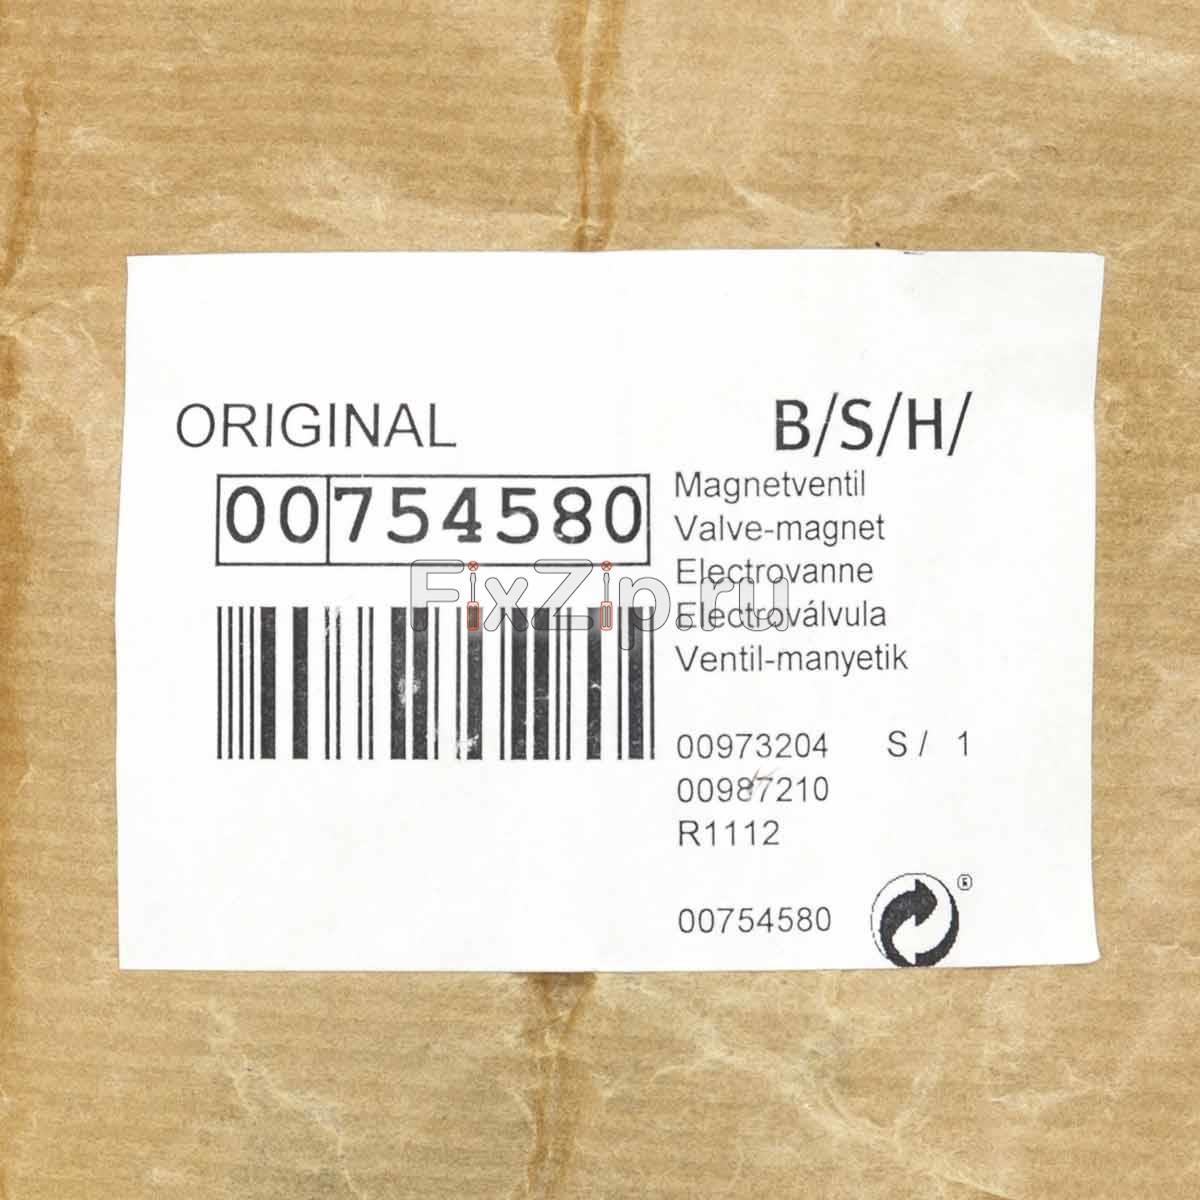 ORIGINAL
B/S/H/
00754580
Magnetventil
Valve-magnet
Electrovanne
Electroválvula
Ventil-manyetik
FixZip.ru
00973204 S/ 1
00987210
R1112
00754580